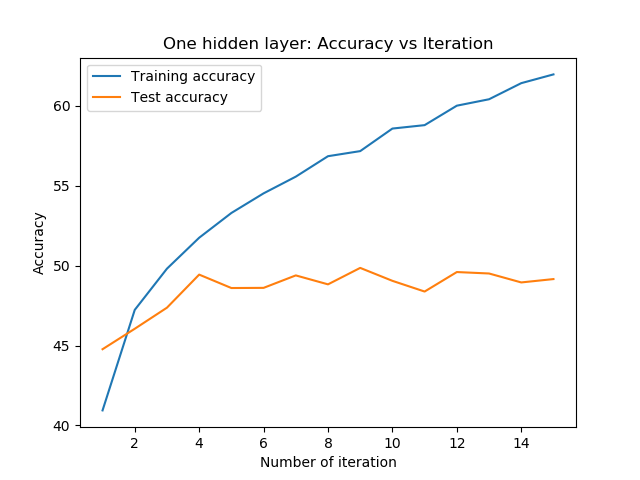 One hidden layer: Accuracy vs Iteration
Training accuracy
Test accuracy
60
55
50
45
40
Accuracy
2 4 6 8 10 12 14
Number of iteration